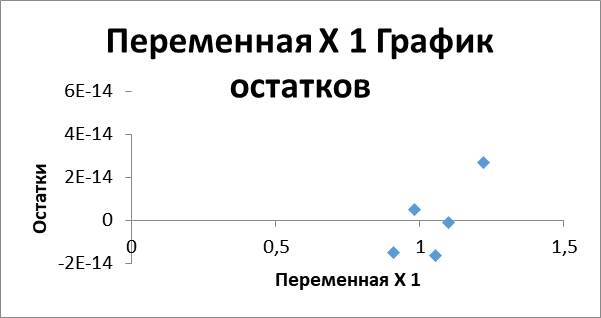 Переменная X 1 График
остатков
6E-14
4E-14
2E-14
0
-2E-14
0
0,5
1
1,5
Остатки
Переменная X 1